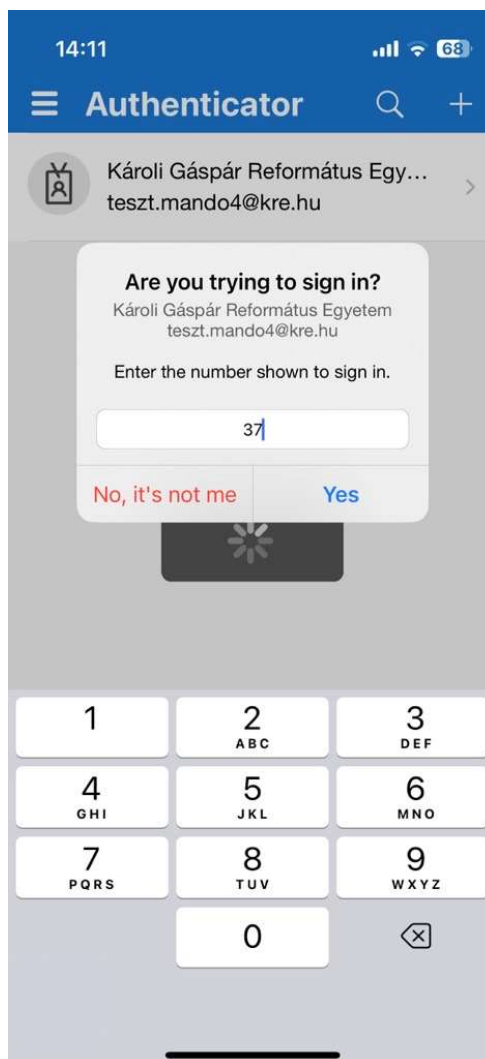 14:11
68
Authenticator
Károli Gáspár Református Egy...
teszt.mando4@kre.hu
Are you trying to sign in?
Károli Gáspár Református Egyetem
teszt.mando4@kre.hu
Enter the number shown to sign in.
37
No, it's not me Yes
1 2 3
ABC DEF
4 5 6
GHI JKL MNO
7 8 9
PQRS TUV WXYZ
0